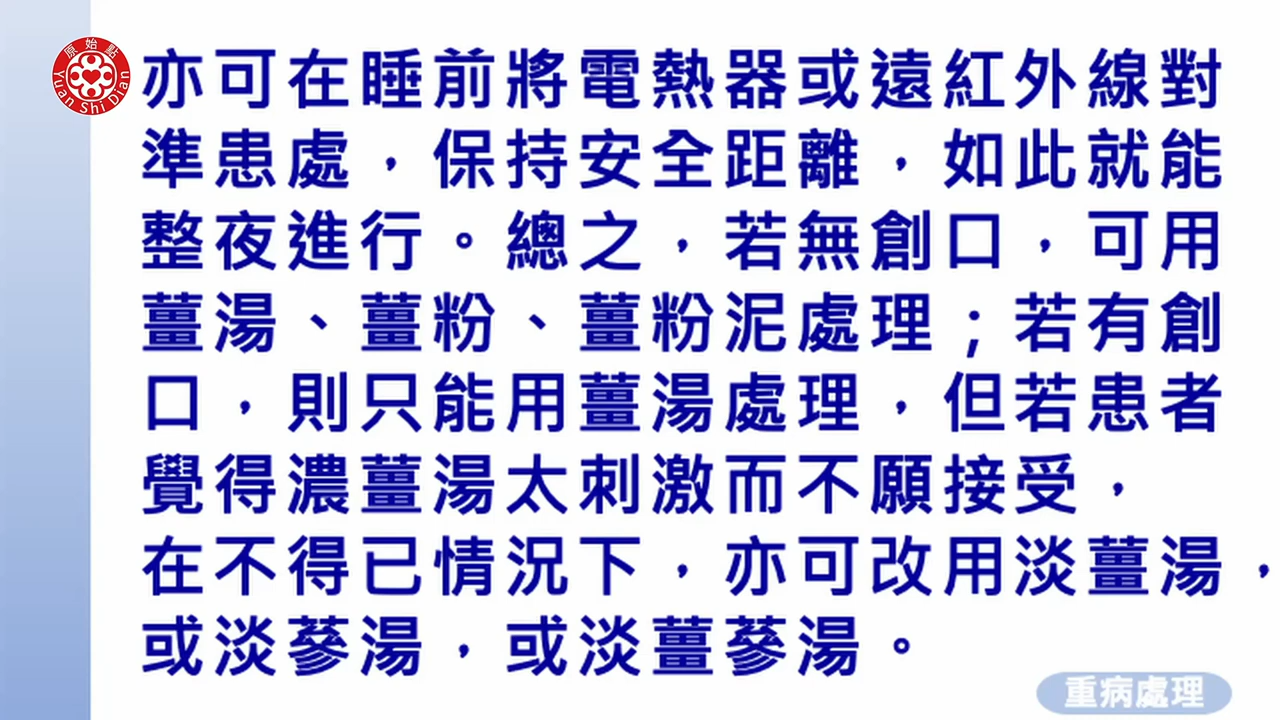 原始點
Yuan Shi Dian
亦可在睡前將電熱器或遠紅外線對
準患處，保持安全距離，如此就能
整夜進行。總之，若無創口，可用
薑湯、薑粉、薑粉泥處理；若有創
口，則只能用薑湯處理，但若患者
覺得濃薑湯太刺激而不願接受，
在不得已情況下，亦可改用淡薑湯，
或淡蔘湯，或淡薑蔘湯。
重病處理